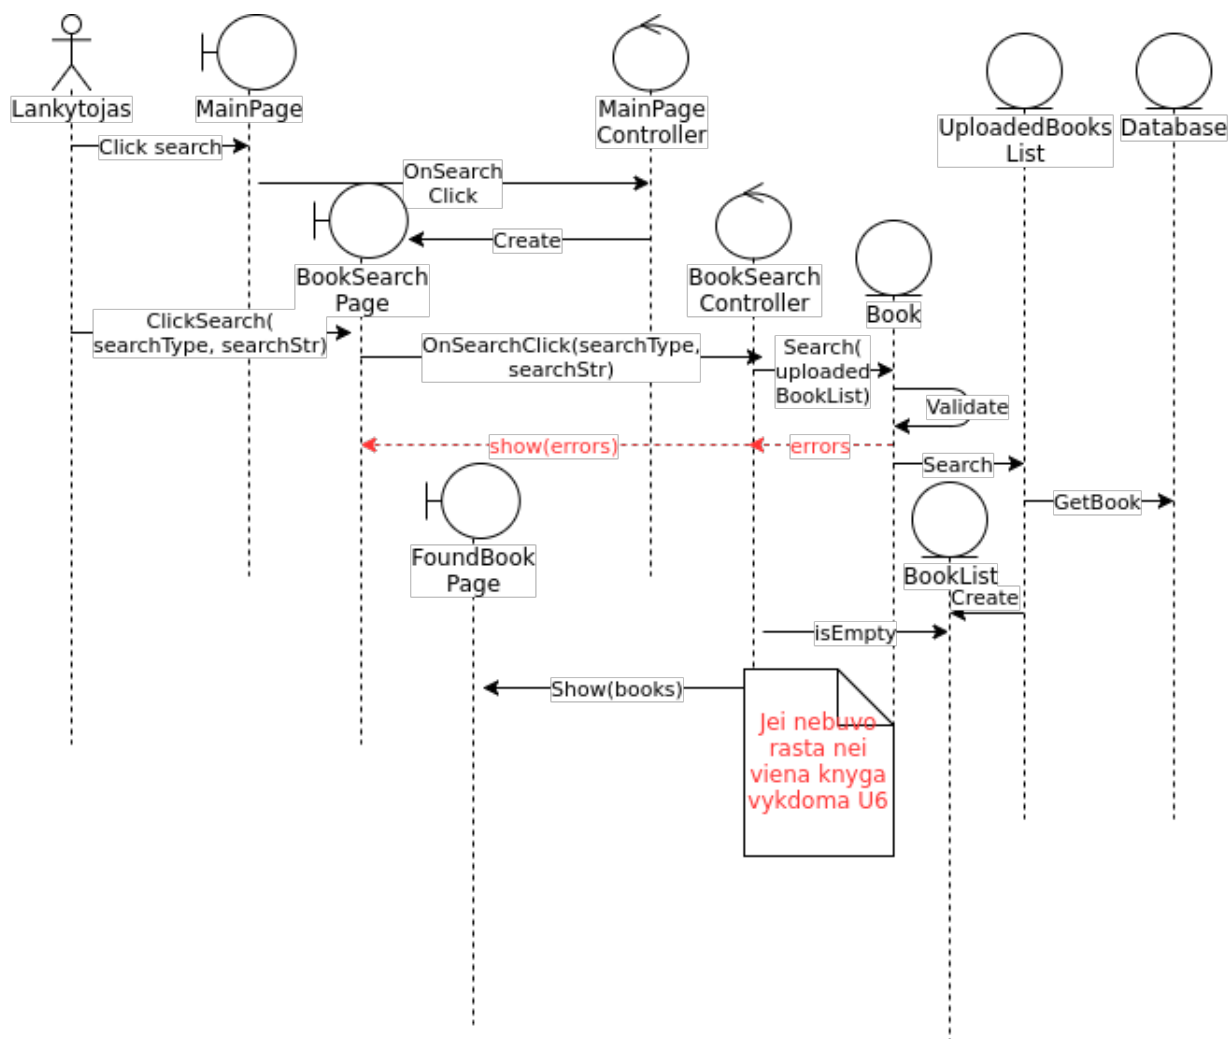 Lankytojas
MainPage
MainPage
Controller
UploadedBooks
List
Database
Click search
OnSearch
Click
Create
BookSearch
Page
BookSearch
Controller
Book
ClickSearch(
searchType, searchStr)
OnSearchClick(searchType,
searchStr)
Search(
uploaded
BookList)
Validate
show(errors)
errors
Search
GetBook
FoundBook
Page
BookList
Create
isEmpty
Show(books)
Jei nebuvo
rasta nei
viena knyga
vykdoma U6